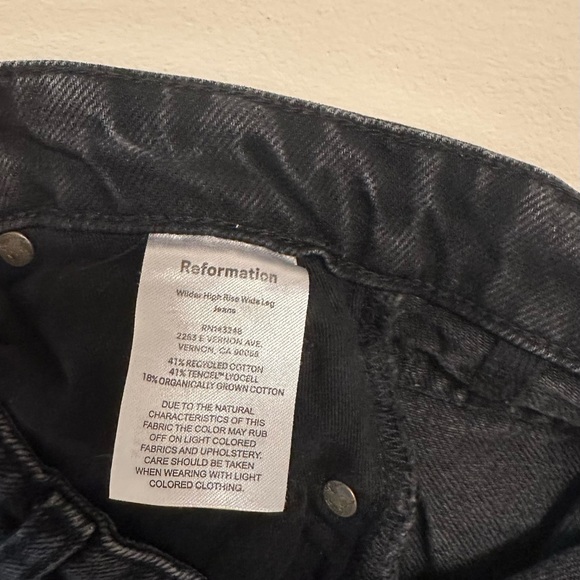 Reformation
Wilder High Rise Wide Leg
Jeans
RN143246
2263 E VERNON AVE.
VERNON, CA 90058
41% RECYCLED COTTON
41% TENCEL™ LYOCELL
18% ORGANICALLY GROWN COTTON
DUE TO THE NATURAL
CHARACTERISTICS OF THIS
FABRIC THE COLOR MAY RUB
OFF ON LIGHT COLORED
FABRICS AND UPHOLSTERY.
CARE SHOULD BE TAKEN
WHEN WEARING WITH LIGHT
COLORED CLOTHING.